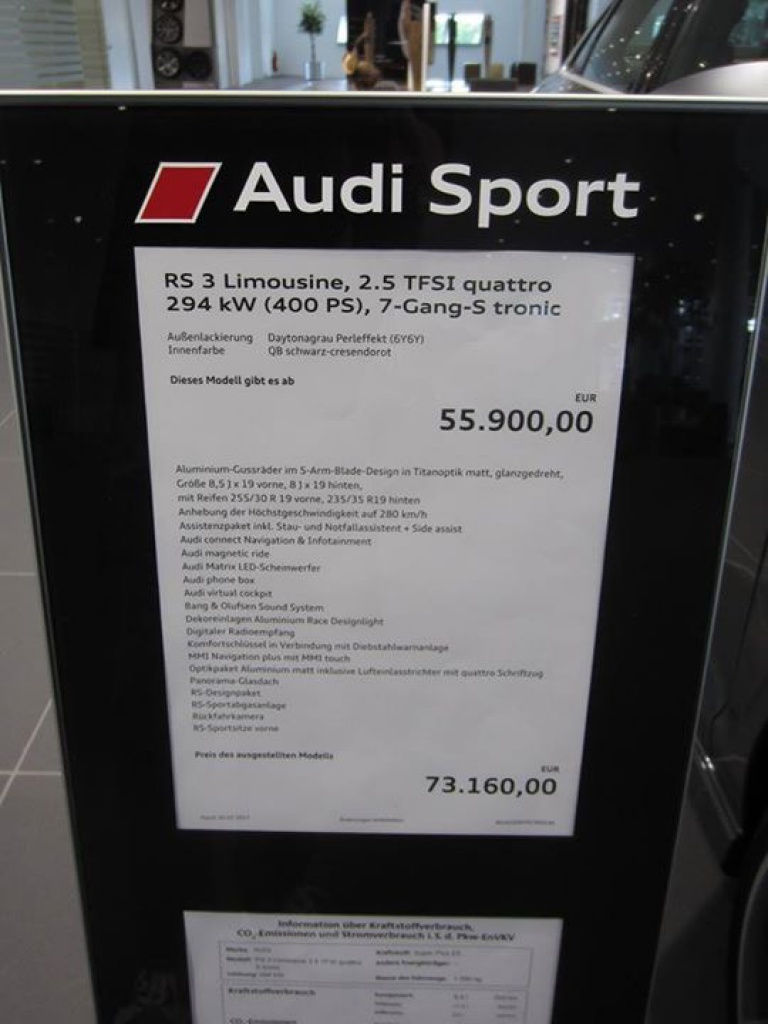 Audi Sport
RS 3 Limousine, 2.5 TFSI quattro
294 kW (400 PS), 7-Gang-S tronic
Außenlackierung Daytonagrau Perleffekt (6Y6Y)
Innenfarbe QB schwarz-cresendorot
Dieses Modell gibt es ab
EUR
55.900,00
Aluminium-Gussräder im 5-Arm-Blade-Design in Titanoptik matt, glanzgedreht,
Größe 8,5 J x 19 vorne, 8 J x 19 hinten,
mit Reifen 255/30 R 19 vorne, 235/35 R19 hinten
Anhebung der Höchstgeschwindigkeit auf 280 km/h
Assistenzpaket inkl. Stau- und Notfallassistent + Side assist
Audi connect Navigation & Infotainment
Audi magnetic ride
Audi Matrix LED-Scheinwerfer
Audi phone box
Audi virtual cockpit
Bang & Olufsen Sound System
Dekoreinlagen Aluminium Race Designlight
Digitaler Radioempfang
Komfortschlüssel in Verbindung mit Diebstahlwarnanlage
MMI Navigation plus mit MMI touch
Optikpaket Aluminium matt inklusive Lufteinlasstrichter mit quattro Schriftzug
Panorama-Glasdach
RS-Designpaket
RS-Sportabgasanlage
Rückfahrkamera
RS-Sportsitze vorne
Preis des ausgestellten Modells
EUR
73.160,00
Information über Kraftstoffverbrauch,
CO₂-Emissionen und Stromverbrauch i. S. d. Pkw-EnVKV
Kraftstoffverbrauch
CO₂-Emissionen